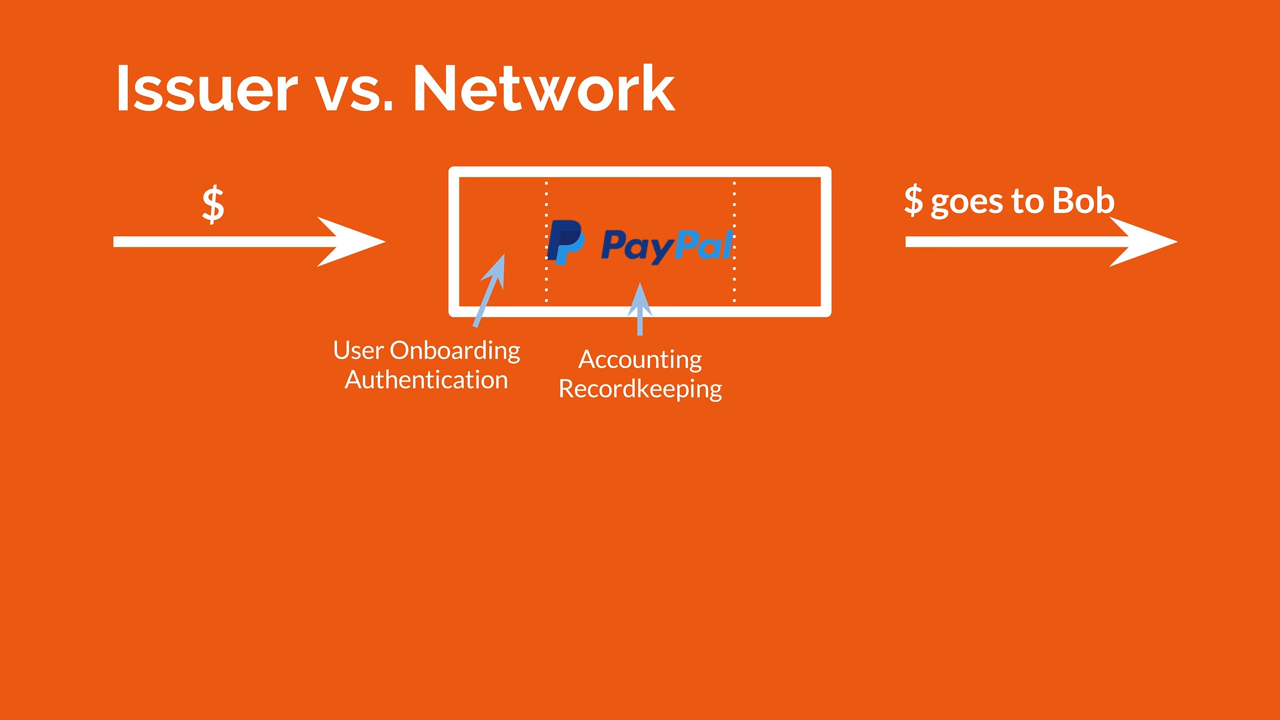 Issuer vs. Network
$
$ goes to Bob
PayPal
User Onboarding
Authentication
Accounting
Recordkeeping